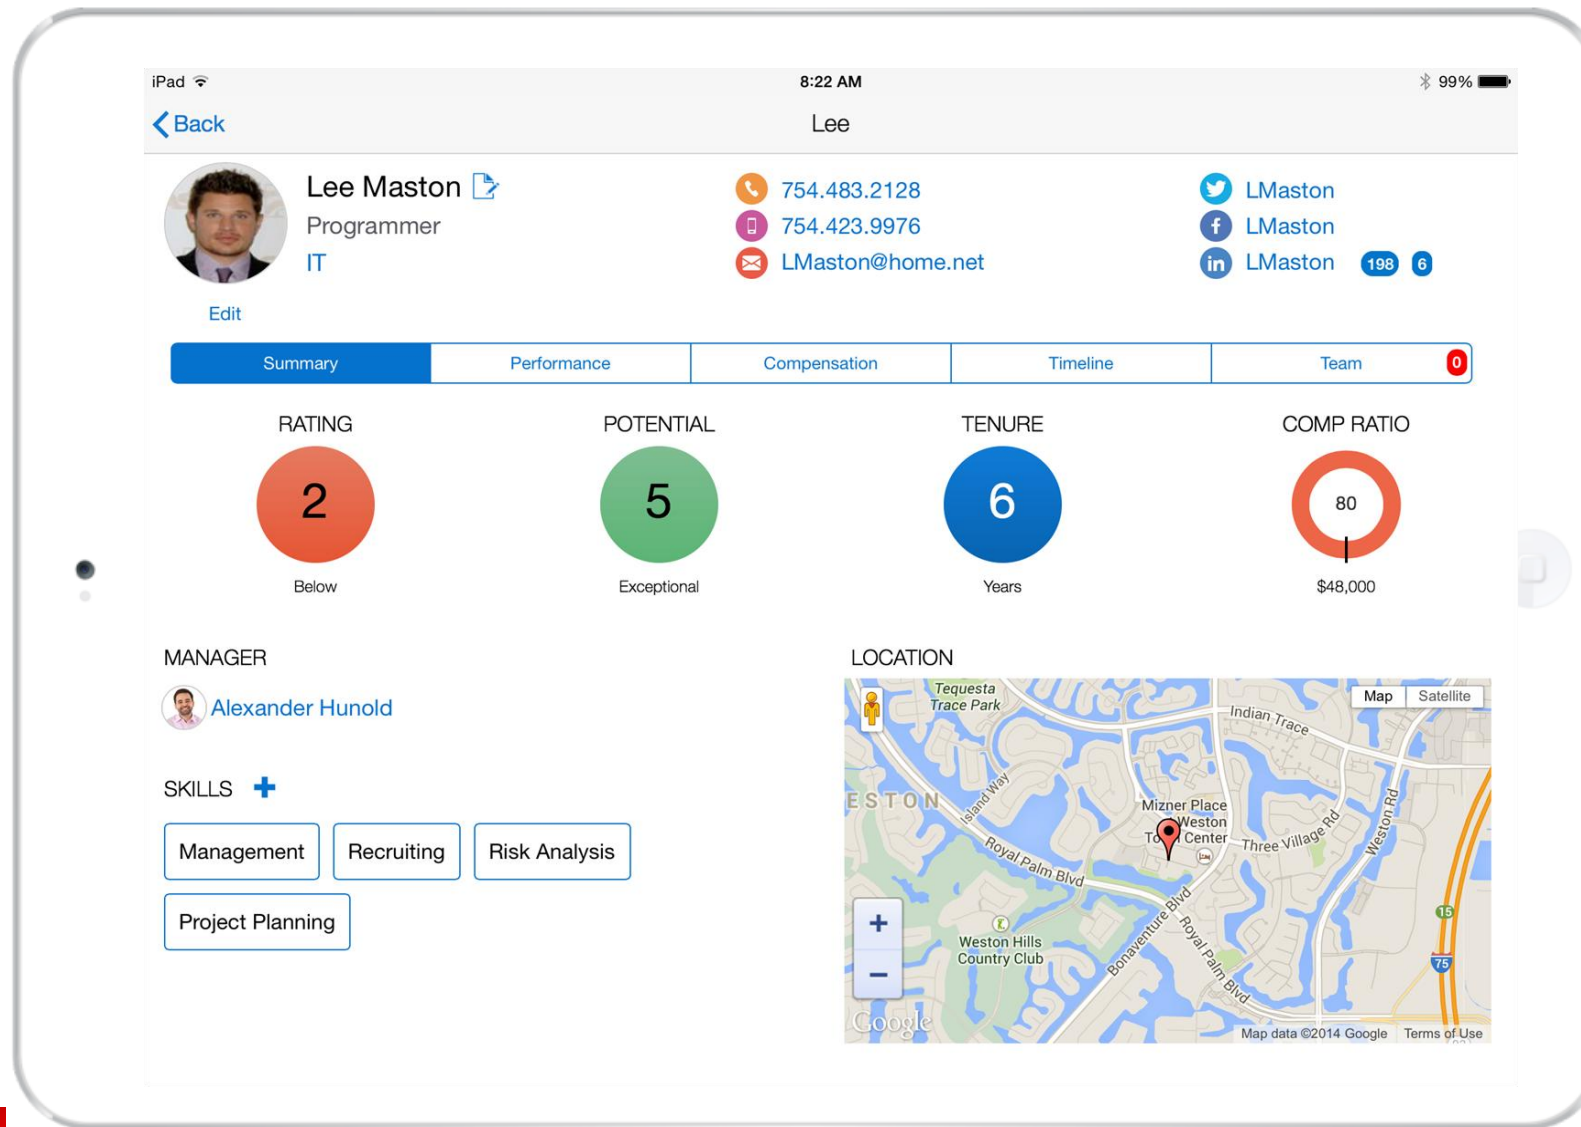 iPad 8:22 AM 99%
Back Lee
Lee Maston
Programmer
IT
Edit
754.483.2128
754.423.9976
LMaston@home.net
LMaston
LMaston
LMaston 198 6
Summary Performance Compensation Timeline Team 0
RATING POTENTIAL TENURE COMP RATIO
2 5 6 80
Below Exceptional Years $48,000
MANAGER
Alexander Hunold
SKILLS
Management Recruiting Risk Analysis
Project Planning
LOCATION
Map Satellite
Tequesta
Trace Park
Indian Trace
Island Way
ESTON
Mizner Place
Weston
Town Center
Three Village Rd
Weston Rd
Royal Palm Blvd
Weston Hills
Country Club
Bonaventure Blvd
Royal Palm Blvd
15
75
Google
Map data ©2014 Google Terms of Use